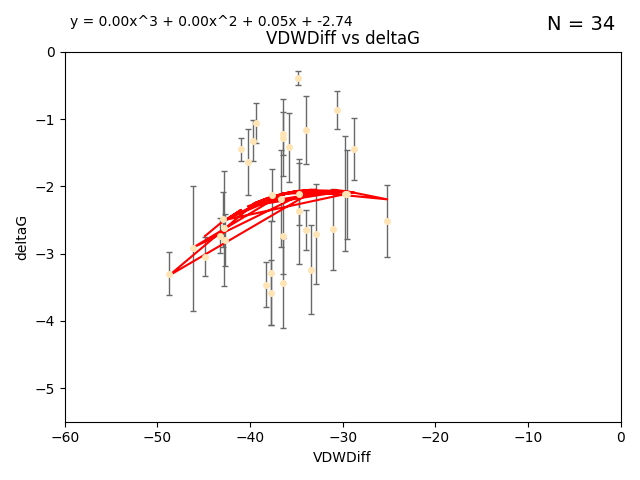 y = 0.00x^3 + 0.00x^2 + 0.05x + -2.74
N = 34
VDWDiff vs deltaG
0
−1
−2
−3
−4
−5
deltaG
−60 −50 −40 −30 −20 −10 0
VDWDiff